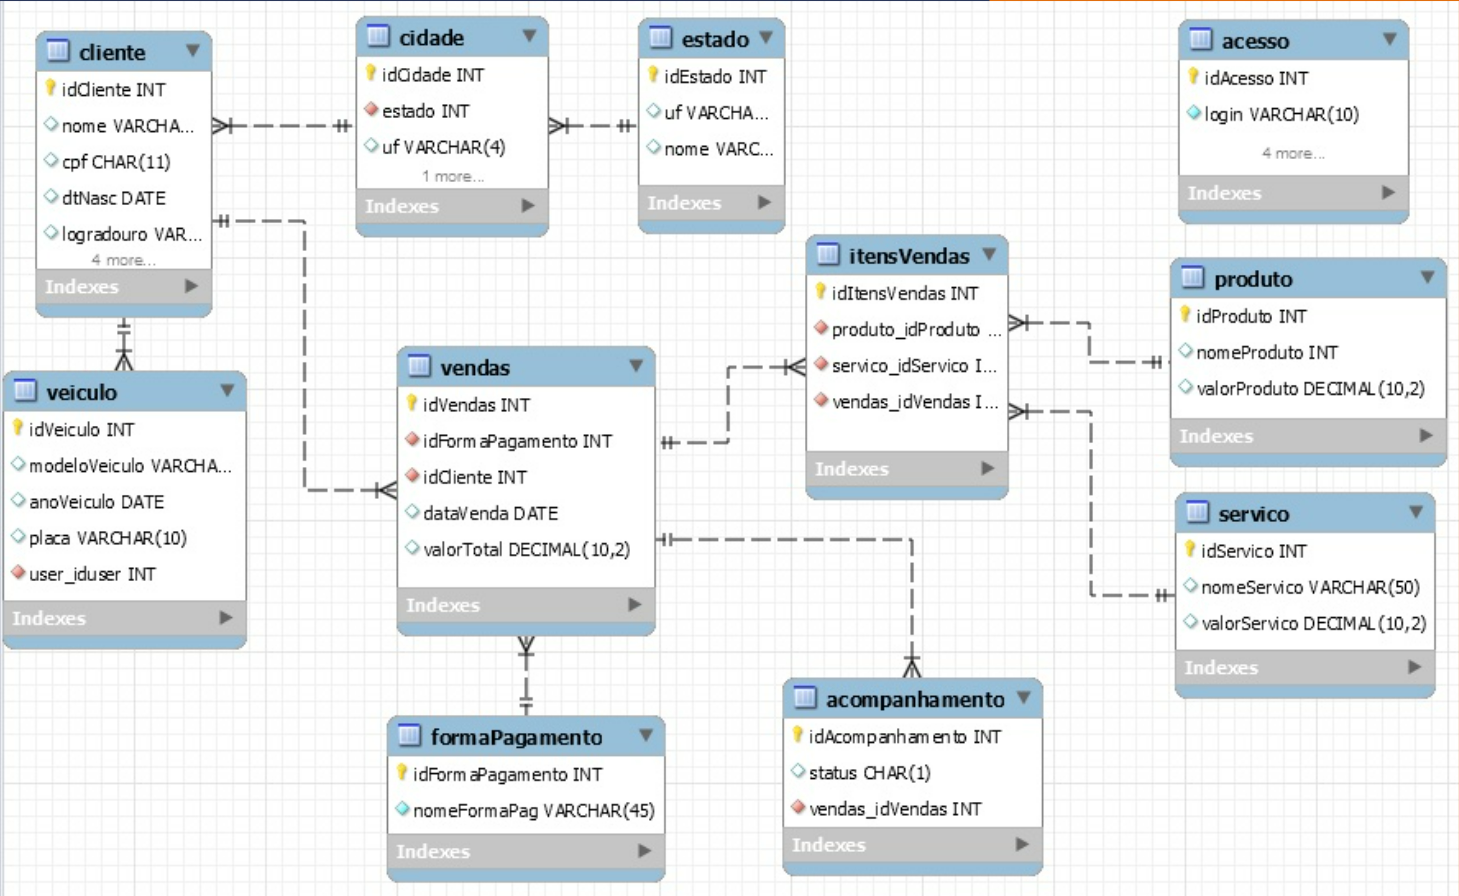 cliente
idCliente INT
nome VARCHA...
cpf CHAR(11)
dtNasc DATE
logradouro VAR...
4 more...
Indexes
cidade
idCidade INT
estado INT
uf VARCHAR(4)
1 more...
Indexes
estado
idEstado INT
uf VARCHA...
nome VARC...
Indexes
acesso
idAcesso INT
login VARCHAR(10)
4 more...
itensVendas
idItensVendas INT
produto_idProduto ...
servico_idServico I...
vendas_idVendas I...
Indexes
produto
idProduto INT
nomeProduto INT
valorProduto DECIMAL(10,2)
Indexes
veiculo
idVeiculo INT
modeloVeiculo VARCHA...
anoVeiculo DATE
placa VARCHAR(10)
user_iduser INT
Indexes
vendas
idVendas INT
idFormaPagamento INT
idCliente INT
dataVenda DATE
valorTotal DECIMAL(10,2)
Indexes
servico
idServico INT
nomeServico VARCHAR(50)
valorServico DECIMAL(10,2)
Indexes
formaPagamento
idFormaPagamento INT
nomeFormaPag VARCHAR(45)
Indexes
acompanhamento
idAcompanhamento INT
status CHAR(1)
vendas_idVendas INT
Indexes
Indexes